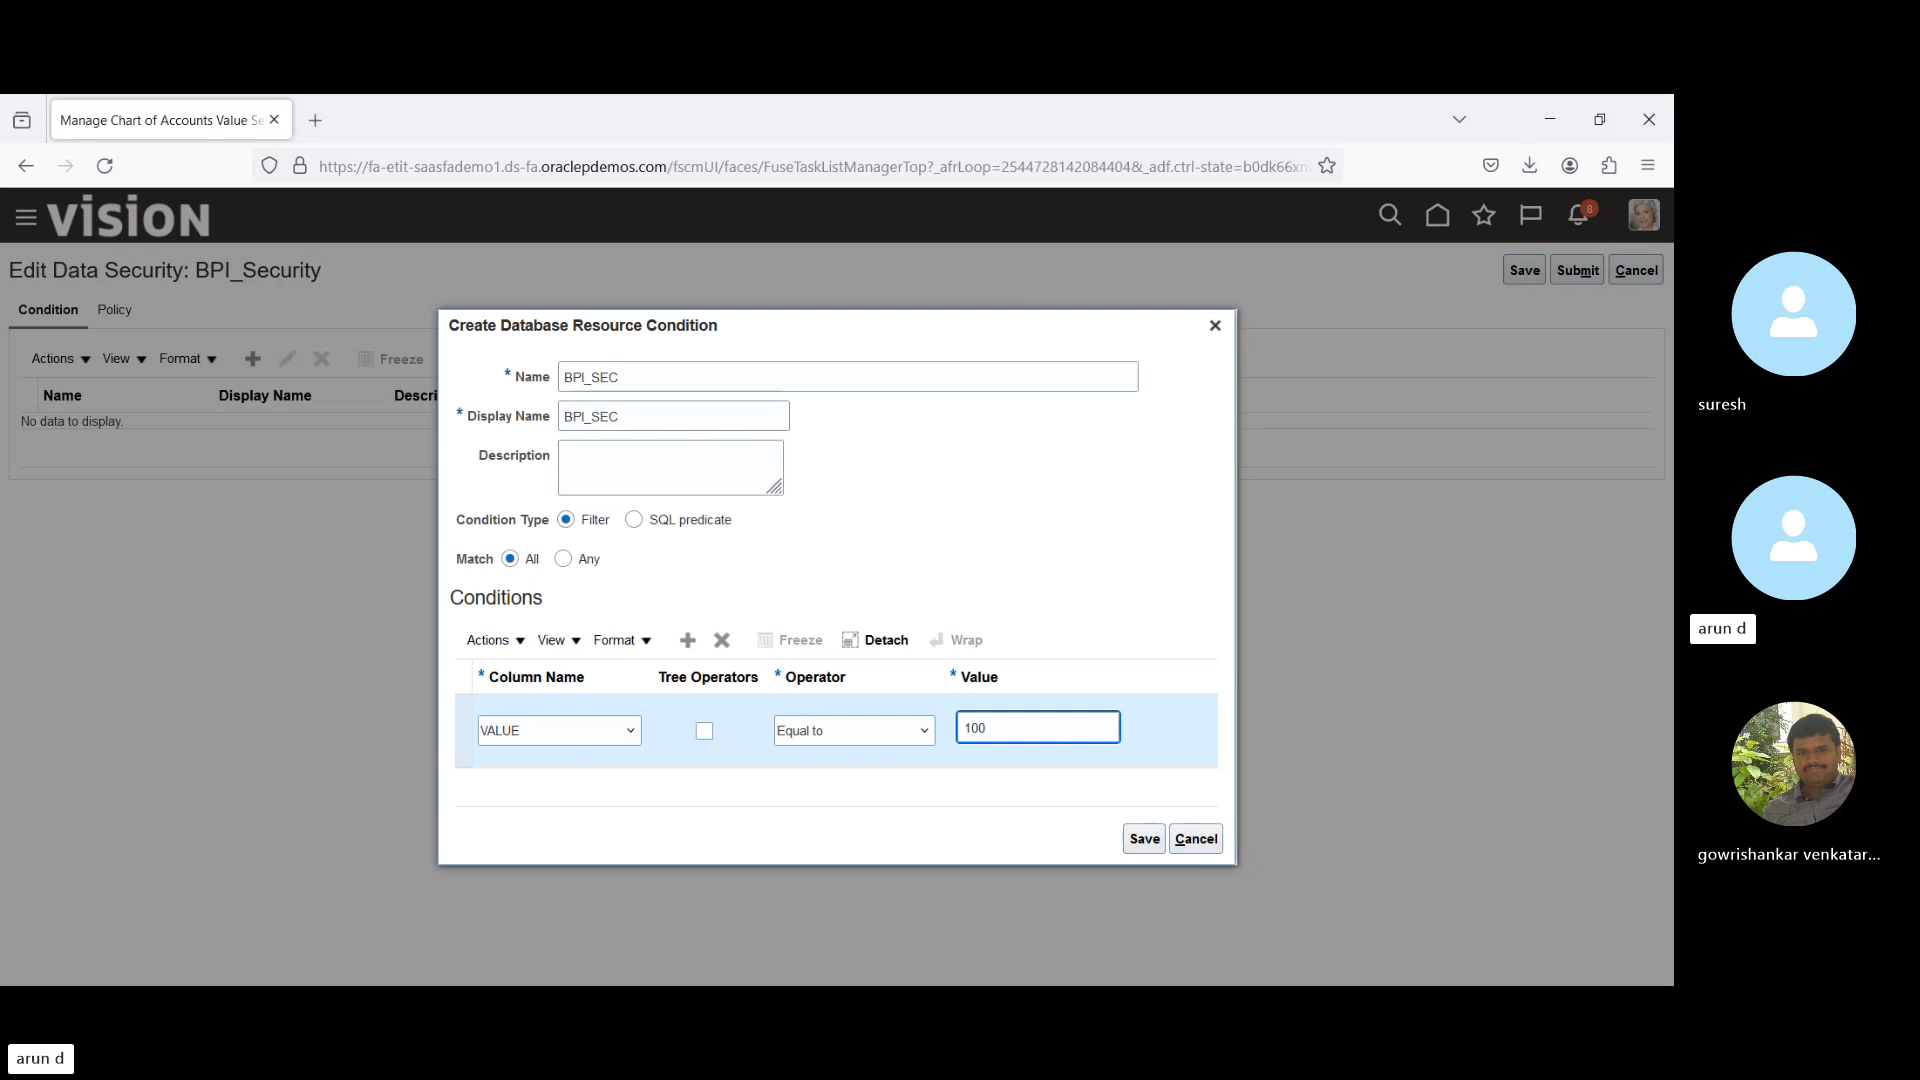 Manage Chart of Accounts Value Se
https://fa-etit-saasfademo1.ds-fa.oraclepdemos.com/fscmUI/faces/FuseTaskListManagerTop?_afrLoop=2544728142084404&_adf.ctrl-state=b0dk66xn
vision
8
Edit Data Security: BPI_Security
Save Submit Cancel
Condition Policy
Actions View Format Freeze
Name Display Name Descri
No data to display.
Create Database Resource Condition
* Name BPI_SEC
* Display Name BPI_SEC
Description
Condition Type Filter SQL predicate
Match All Any
Conditions
Actions View Format Freeze Detach Wrap
* Column Name Tree Operators * Operator * Value
VALUE Equal to 100
Save Cancel
suresh
arun d
gowrishankar venkatar...
arun d